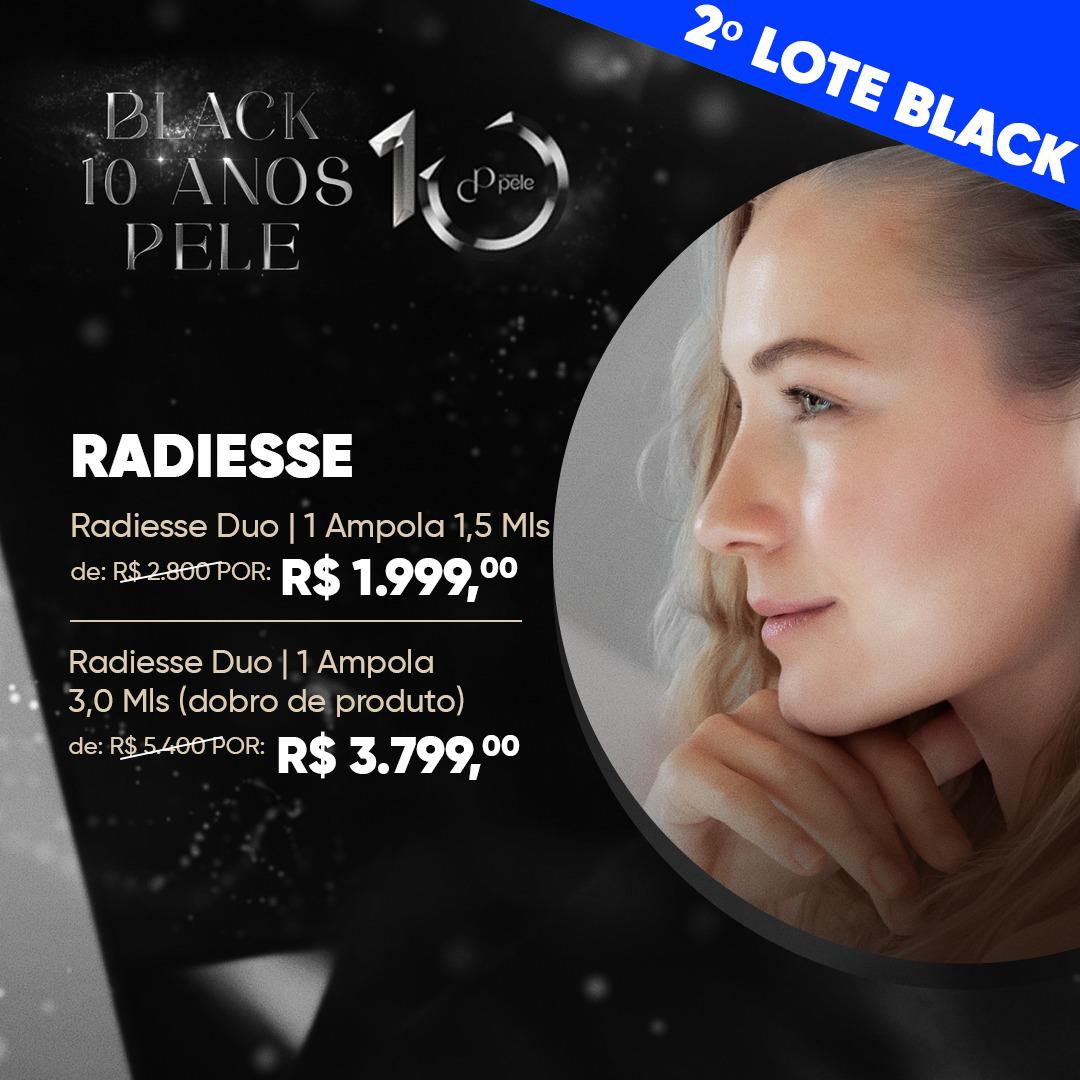 2º LOTE BLACK
BLACK
10 ANOS
PELE
10
pele
RADIESSE
Radiesse Duo | 1 Ampola 1,5 Mls
de: R$ 2.800 POR: R$ 1.999,00
Radiesse Duo | 1 Ampola
3,0 Mls (dobro de produto)
de: R$ 5.400 POR: R$ 3.799,00